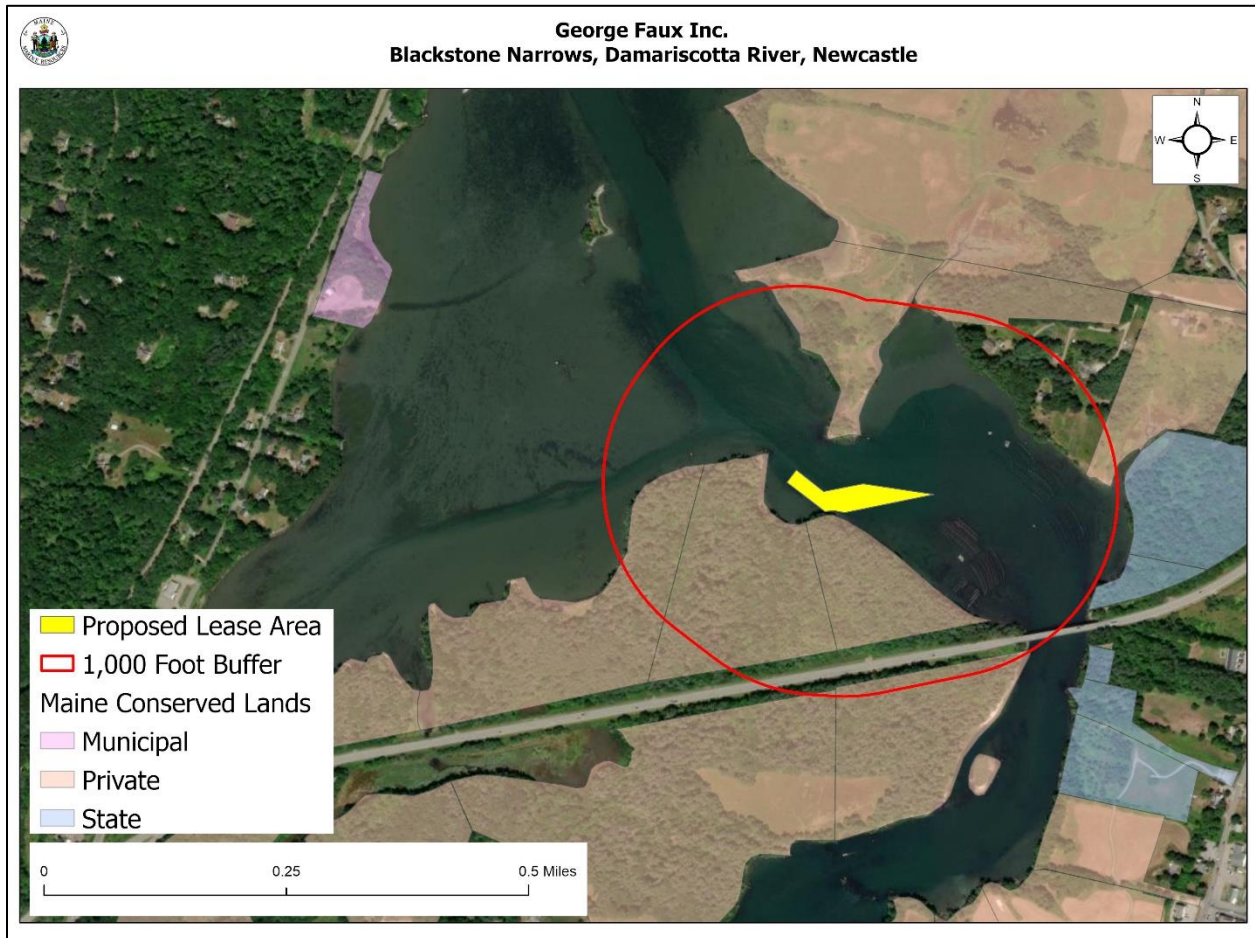 George Faux Inc.
Blackstone Narrows, Damariscotta River, Newcastle
N
W E
S
Proposed Lease Area
1,000 Foot Buffer
Maine Conserved Lands
Municipal
Private
State
0 0.25 0.5 Miles